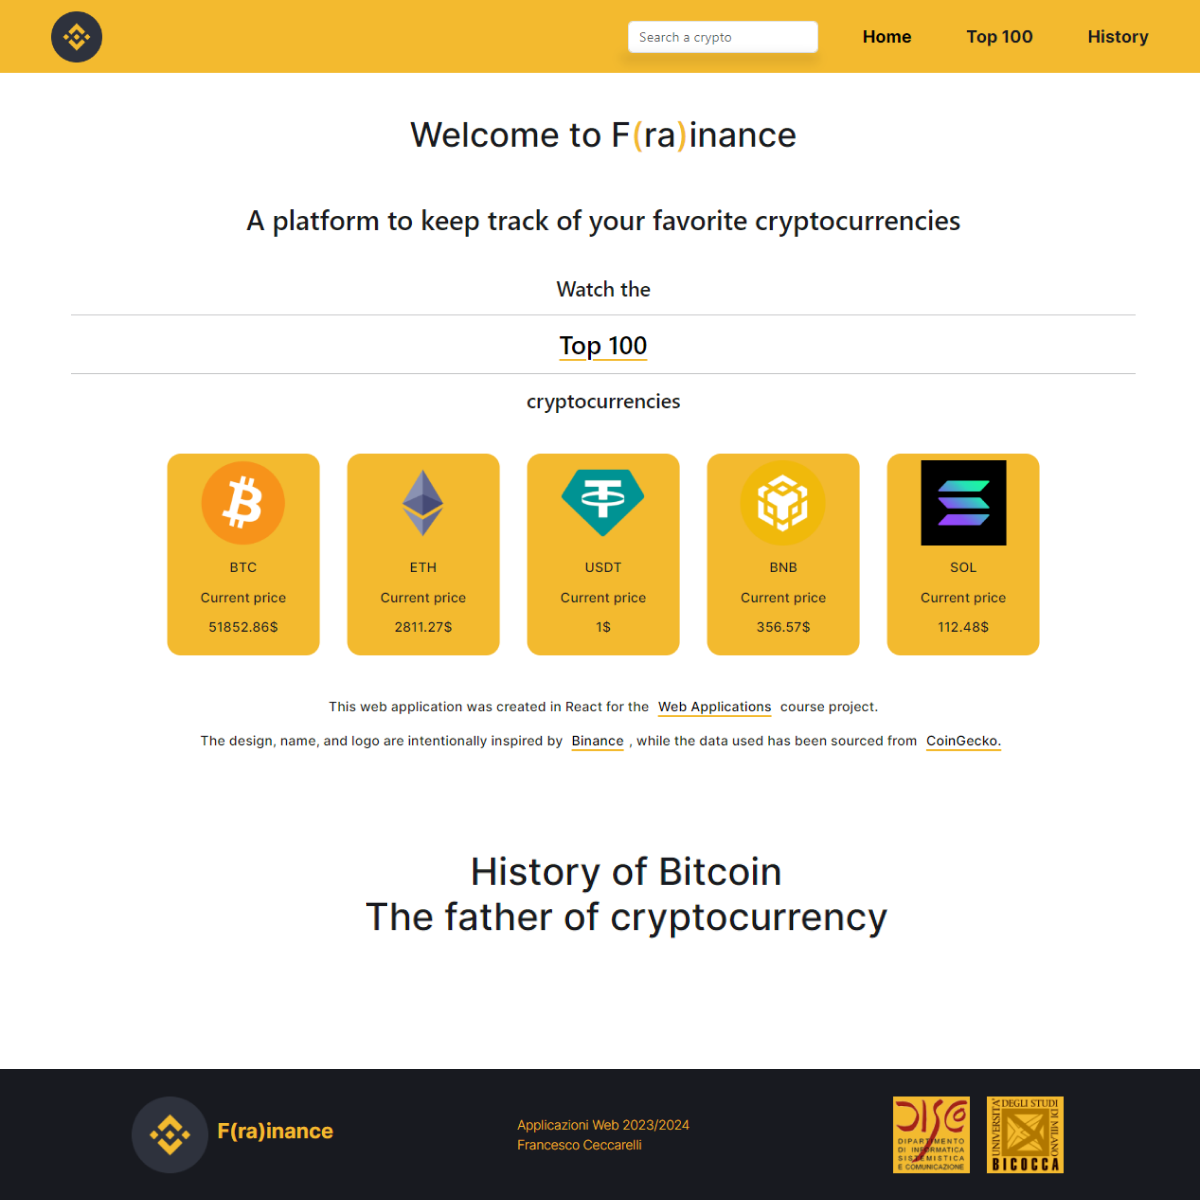 Search a crypto
Home
Top 100
History
Welcome to F(ra)inance
A platform to keep track of your favorite cryptocurrencies
Watch the
Top 100
cryptocurrencies
BTC
Current price
51852.86$
ETH
Current price
2811.27$
USDT
Current price
1$
BNB
Current price
356.57$
SOL
Current price
112.48$
This web application was created in React for the Web Applications course project.
The design, name, and logo are intentionally inspired by Binance , while the data used has been sourced from CoinGecko.
History of Bitcoin
The father of cryptocurrency
F(ra)inance
Applicazioni Web 2023/2024
Francesco Ceccarelli
DISCo
DIPARTIMENTO
DI INFORMATICA
SISTEMISTICA
E COMUNICAZIONE
UNIVERSITA'
DEGLI STUDI
DI MILANO
BICOCCA